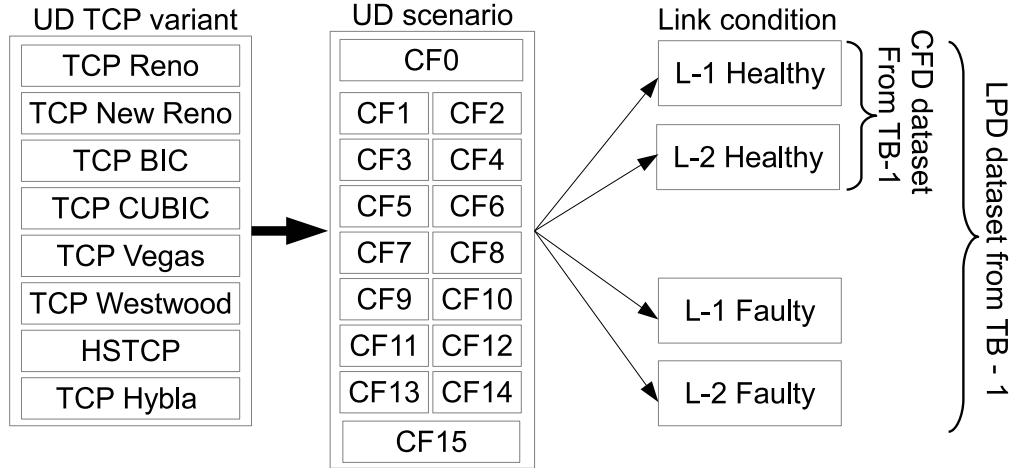 UD TCP variant
TCP Reno
TCP New Reno
TCP BIC
TCP CUBIC
TCP Vegas
TCP Westwood
HSTCP
TCP Hybla
UD scenario
CF0
CF1 CF2
CF3 CF4
CF5 CF6
CF7 CF8
CF9 CF10
CF11 CF12
CF13 CF14
CF15
Link condition
L-1 Healthy
L-2 Healthy
L-1 Faulty
L-2 Faulty
CFD dataset
From TB-1
LPD dataset from TB - 1